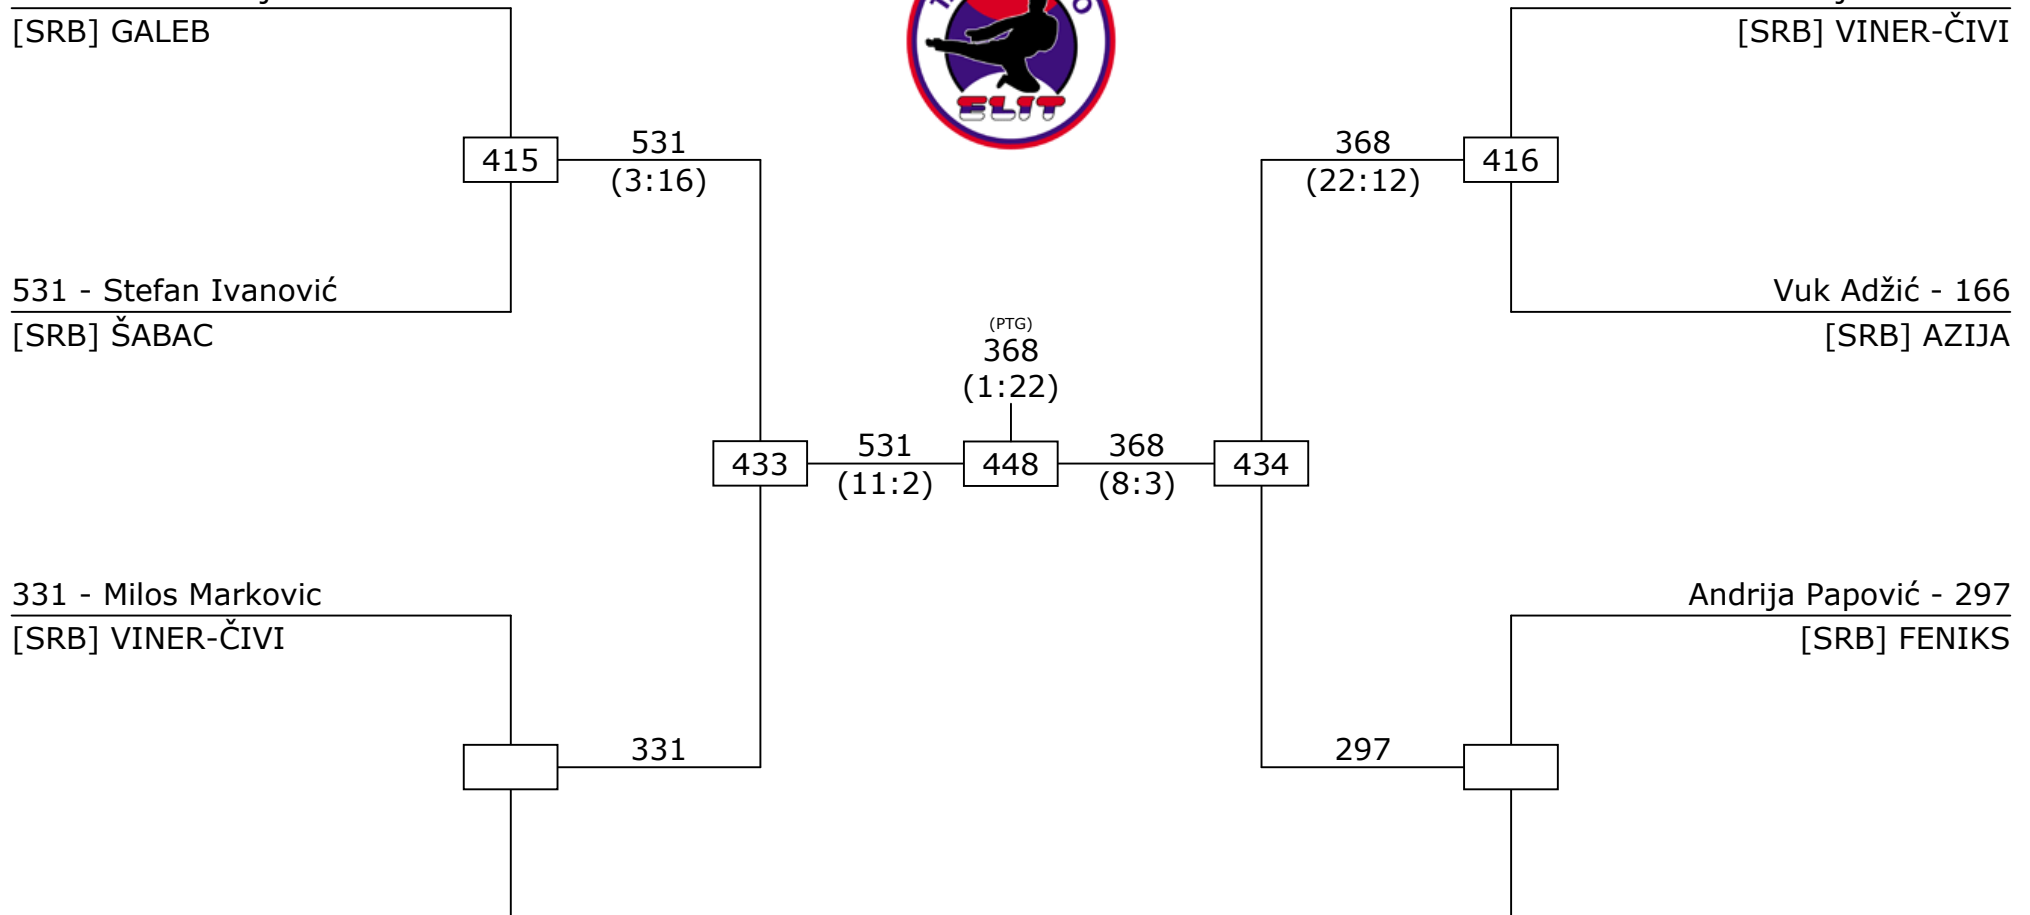 [SRB] GALEB
[SRB] VINER-ČIVI
ELIT
415
531
(3:16)
368
(22:12)
416
531 - Stefan Ivanović
[SRB] ŠABAC
Vuk Adžić - 166
[SRB] AZIJA
(PTG)
368
(1:22)
433
531
(11:2)
448
368
(8:3)
434
331 - Milos Markovic
[SRB] VINER-ČIVI
Andrija Papović - 297
[SRB] FENIKS
331
297